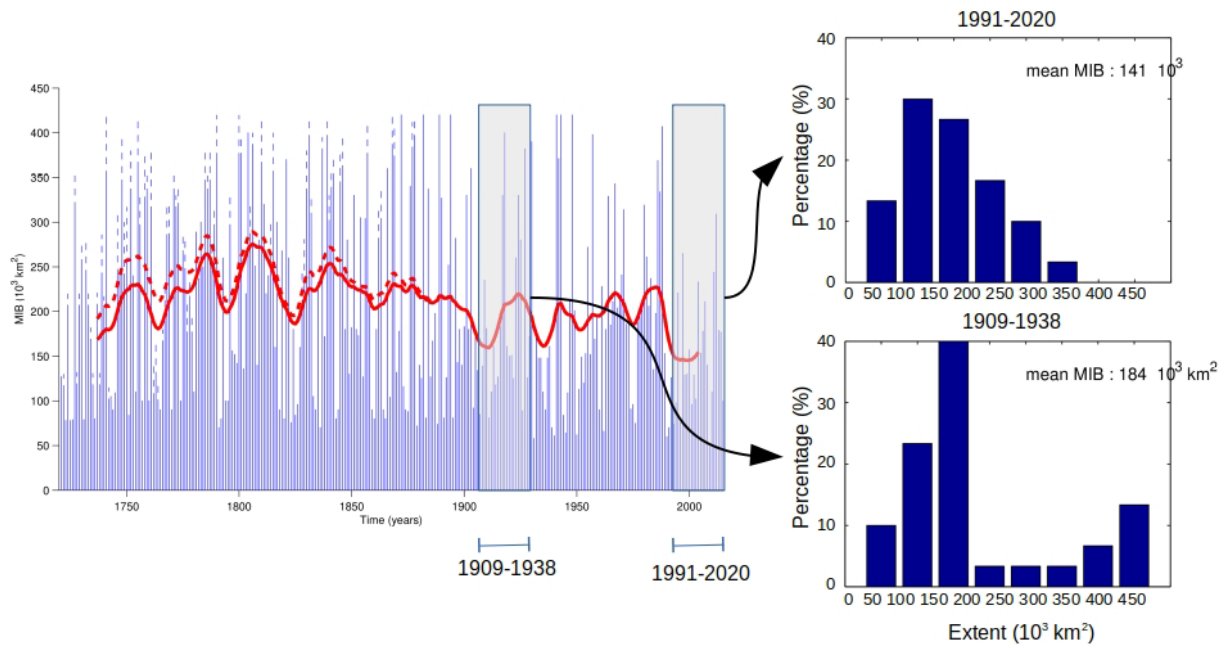 450
400
350
300
250
200
150
100
50
0
MIB (10³ km²)
1750 1800 1850 1900 1950 2000
Time (years)
1909-1938
1991-2020
1991-2020
40
30
20
10
0
Percentage (%)
mean MIB : 141 10³
0 50 100 150 200 250 300 350 400 450
1909-1938
40
30
20
10
0
Percentage (%)
mean MIB : 184 10³ km²
0 50 100 150 200 250 300 350 400 450
Extent (10³ km²)